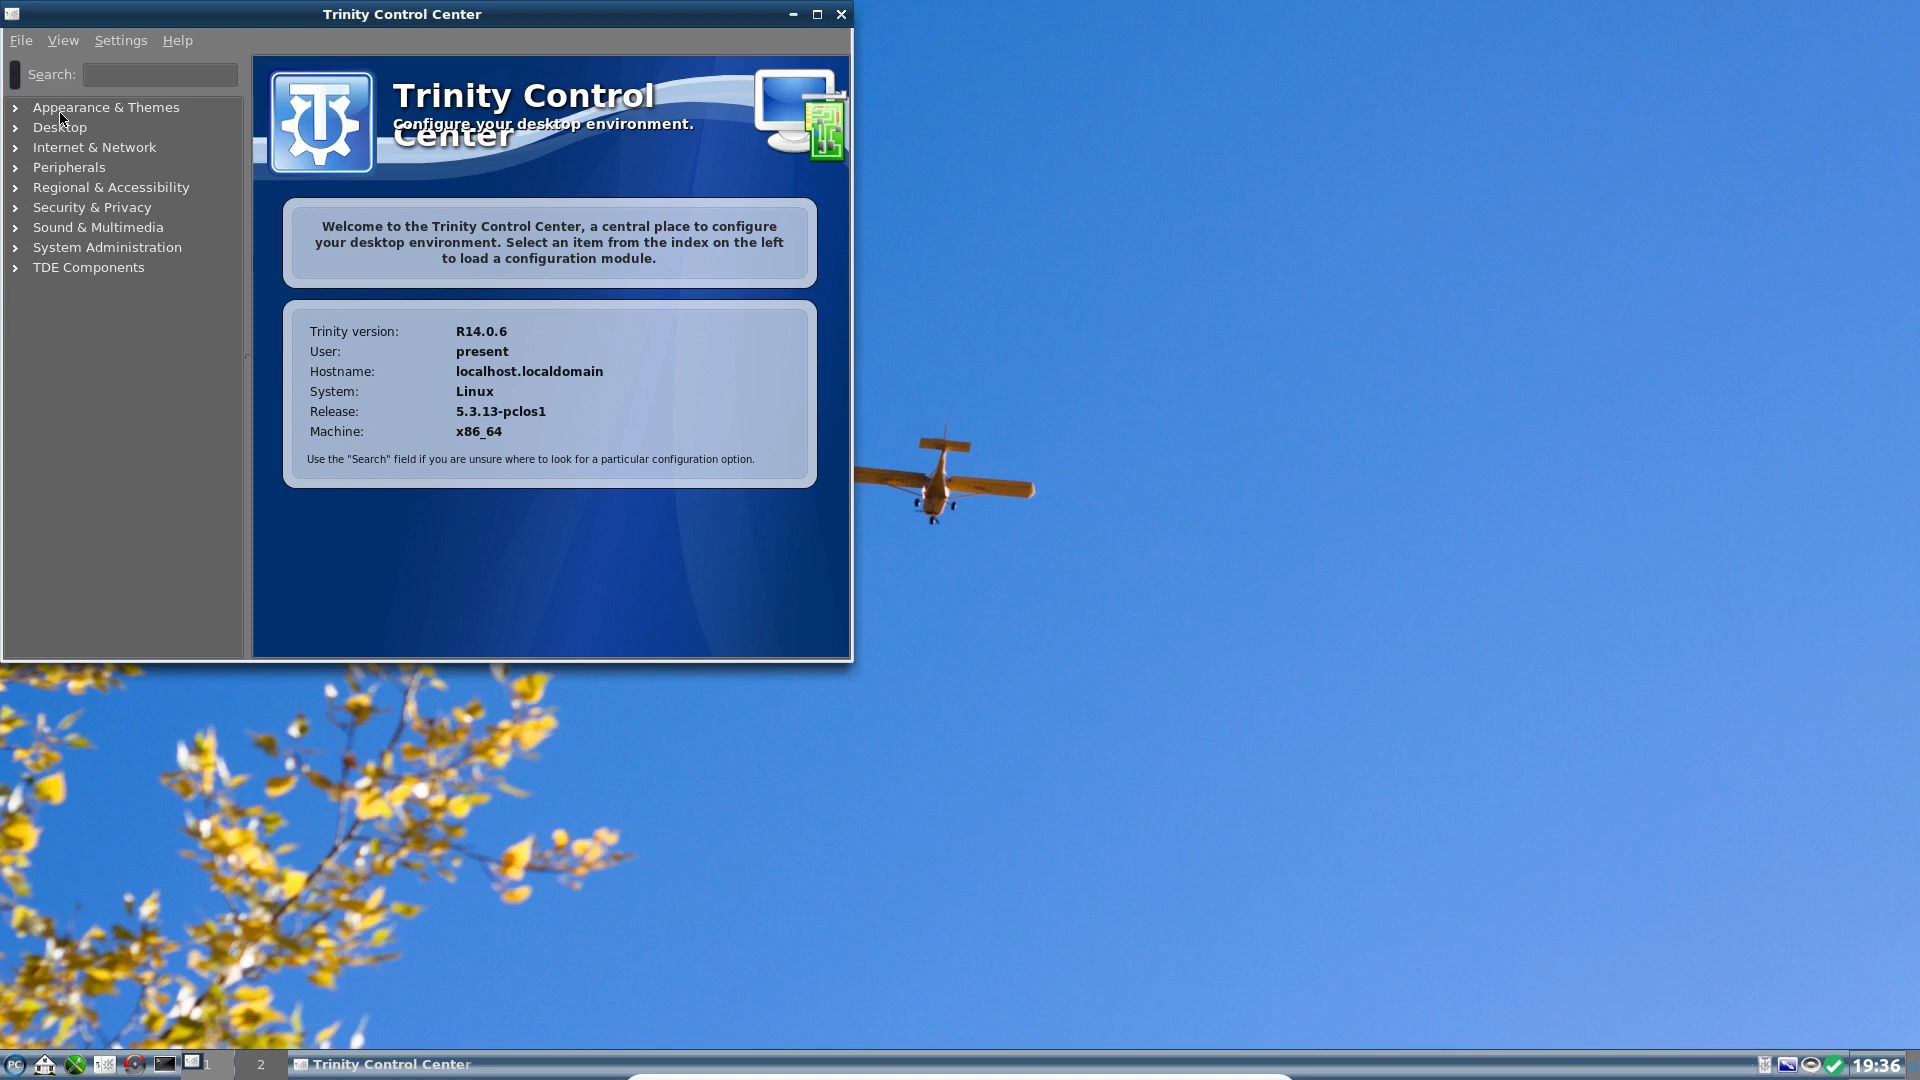 Trinity Control Center
File View Settings Help
Search:
Appearance & Themes
Desktop
Internet & Network
Peripherals
Regional & Accessibility
Security & Privacy
Sound & Multimedia
System Administration
TDE Components
Trinity Control
Center
Configure your desktop environment.
Welcome to the Trinity Control Center, a central place to configure
your desktop environment. Select an item from the index on the left
to load a configuration module.
Trinity version: R14.0.6
User: present
Hostname: localhost.localdomain
System: Linux
Release: 5.3.13-pclos1
Machine: x86_64
Use the "Search" field if you are unsure where to look for a particular configuration option.
PC 1 2 Trinity Control Center 19:36